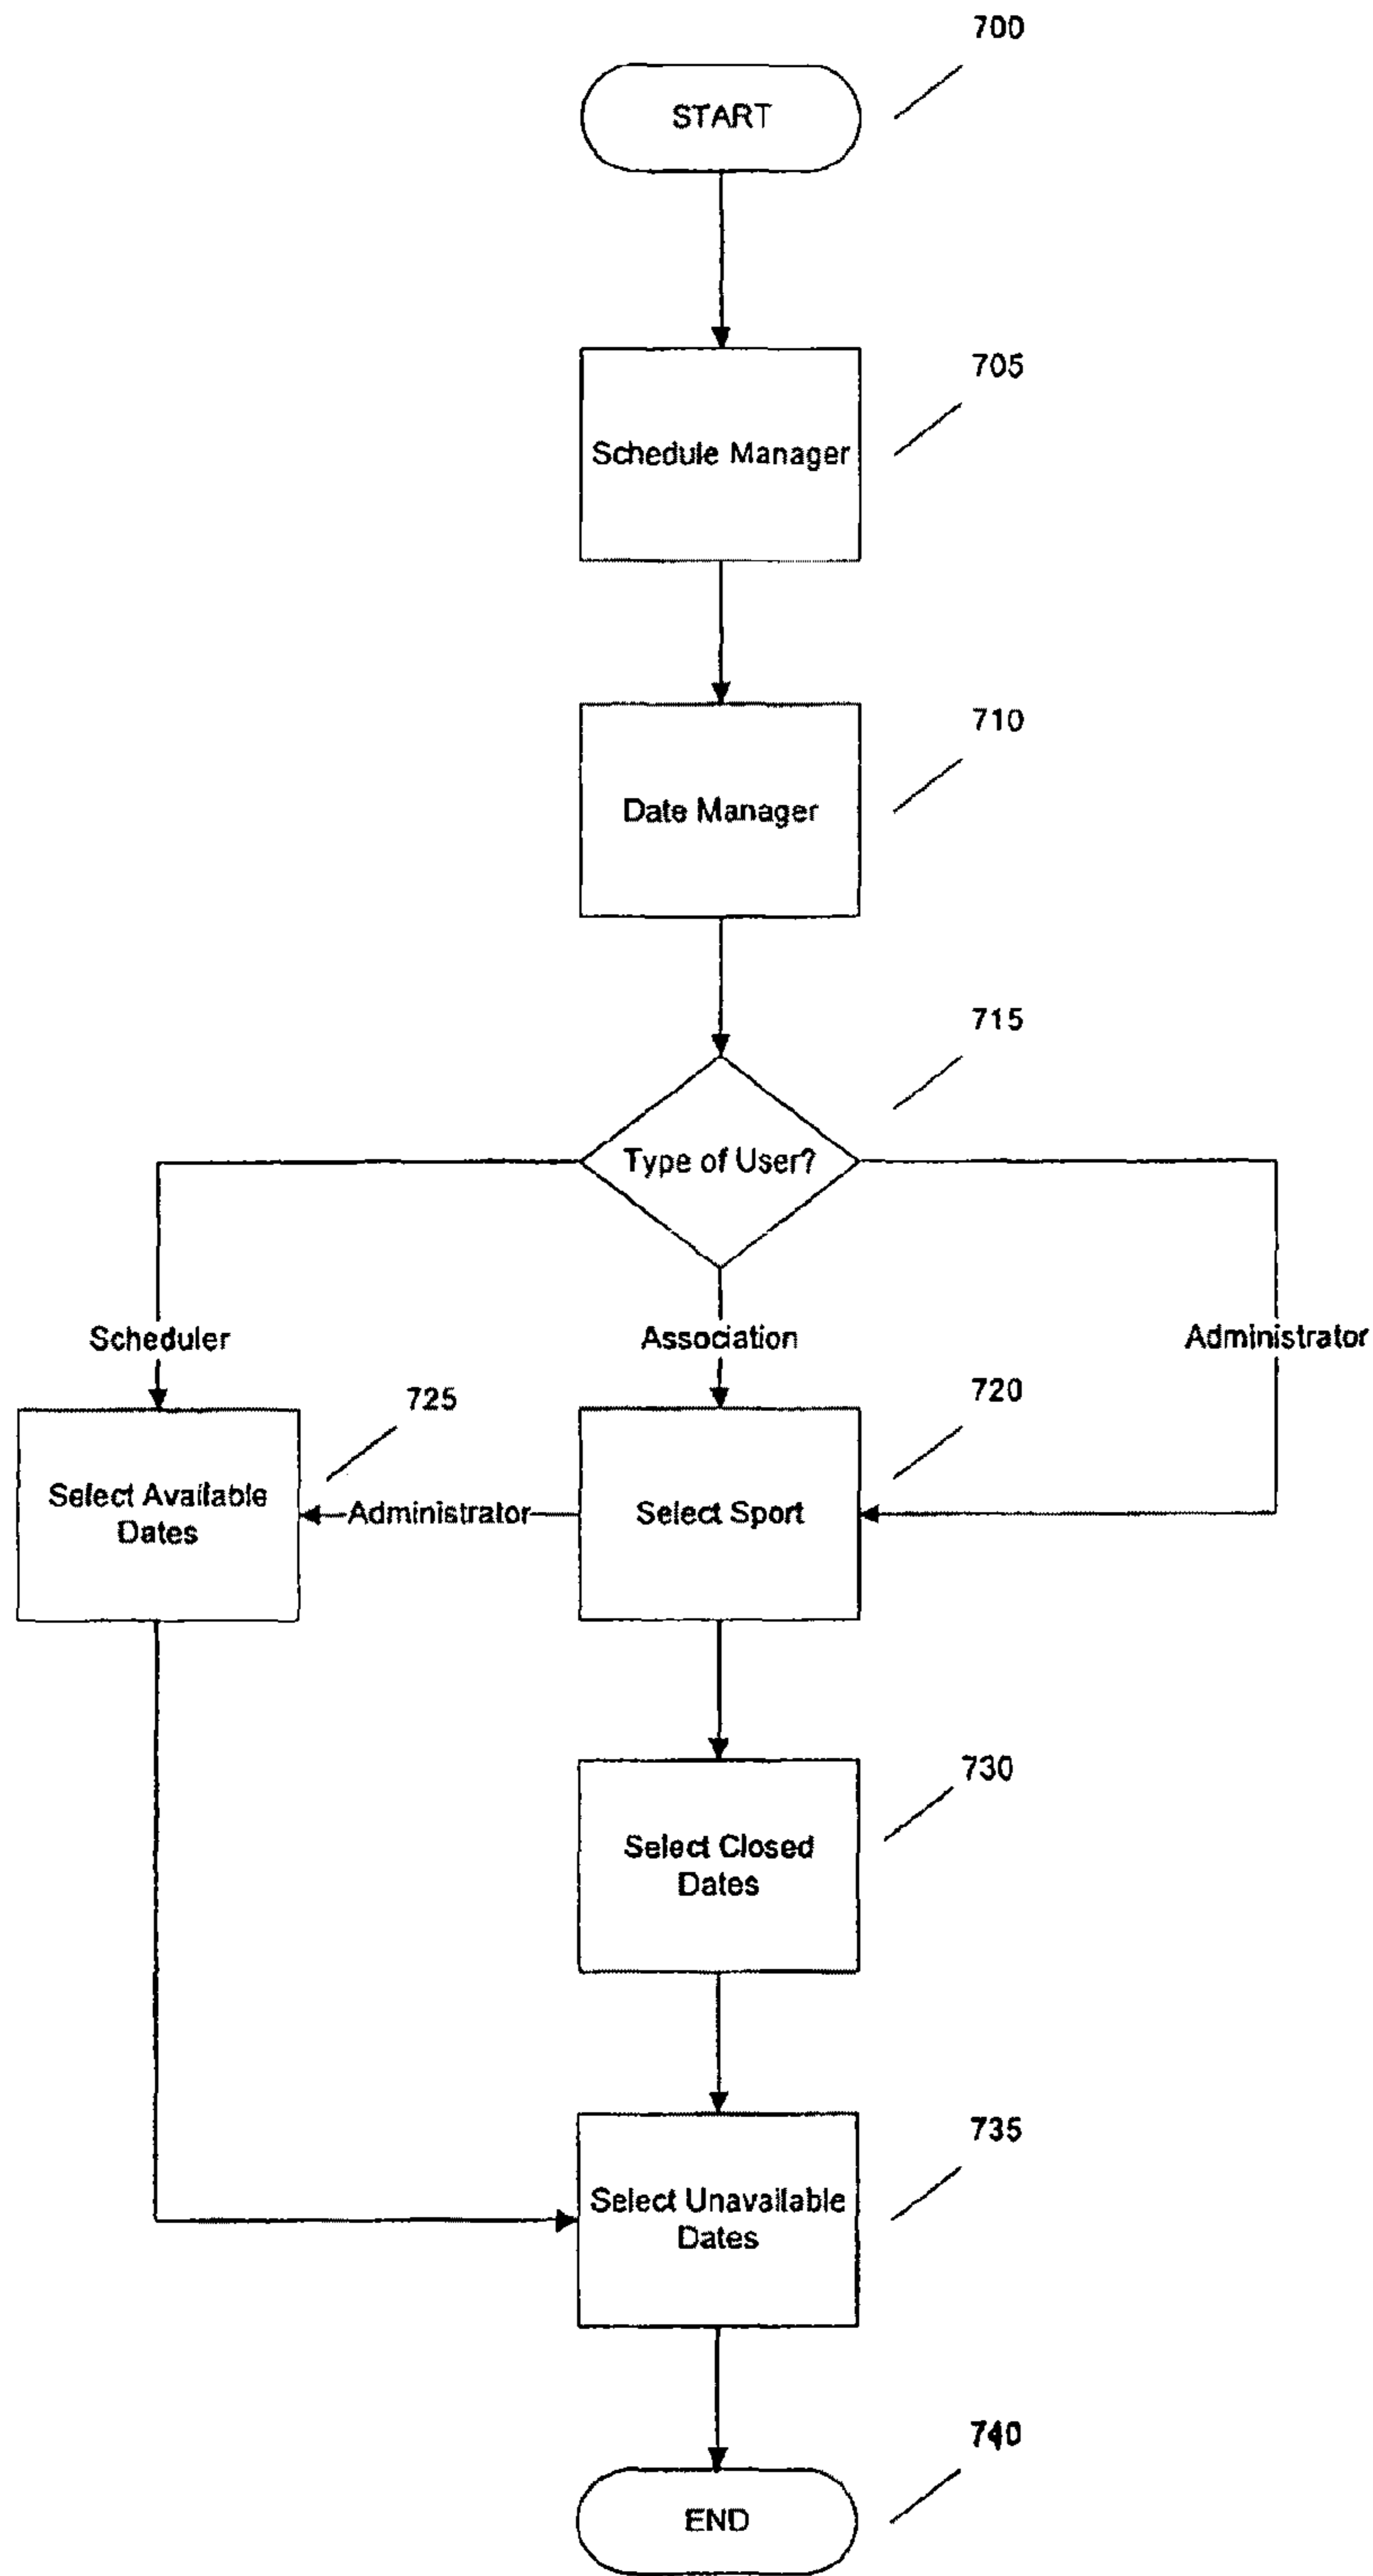 700
START
705
Schedule Manager
710
Date Manager
715
Type of User?
Scheduler
Association
Administrator
725
720
Select Available
Dates
Administrator
Select Sport
730
Select Closed
Dates
735
Select Unavailable
Dates
740
END